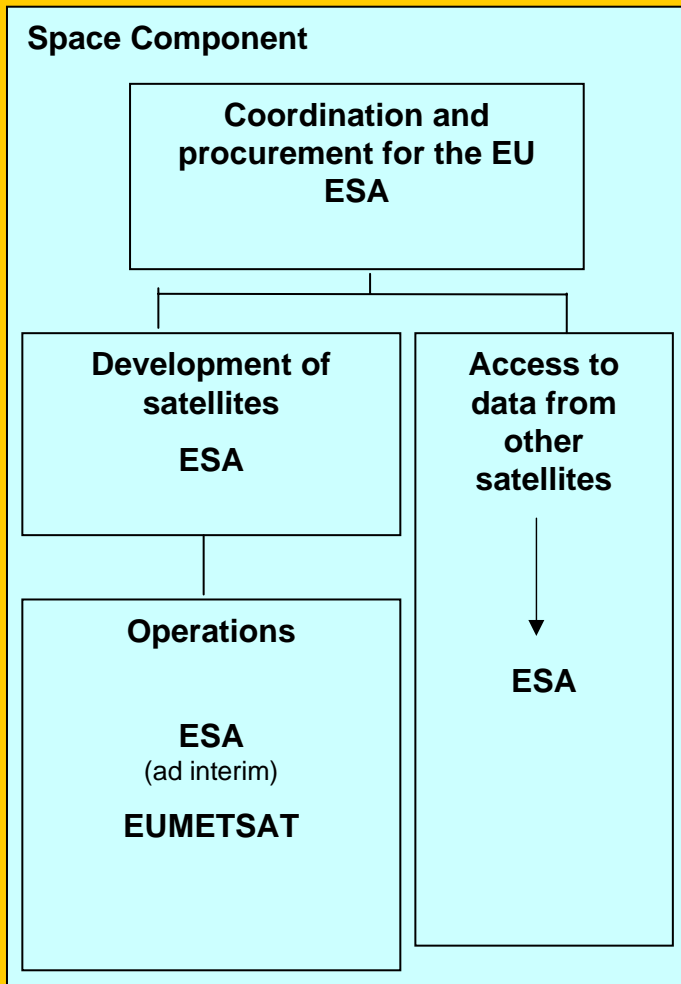 Space Component
Coordination and
procurement for the EU
ESA
Development of
satellites
ESA
Access to
data from
other
satellites
ESA
Operations
ESA
(ad interim)
EUMETSAT